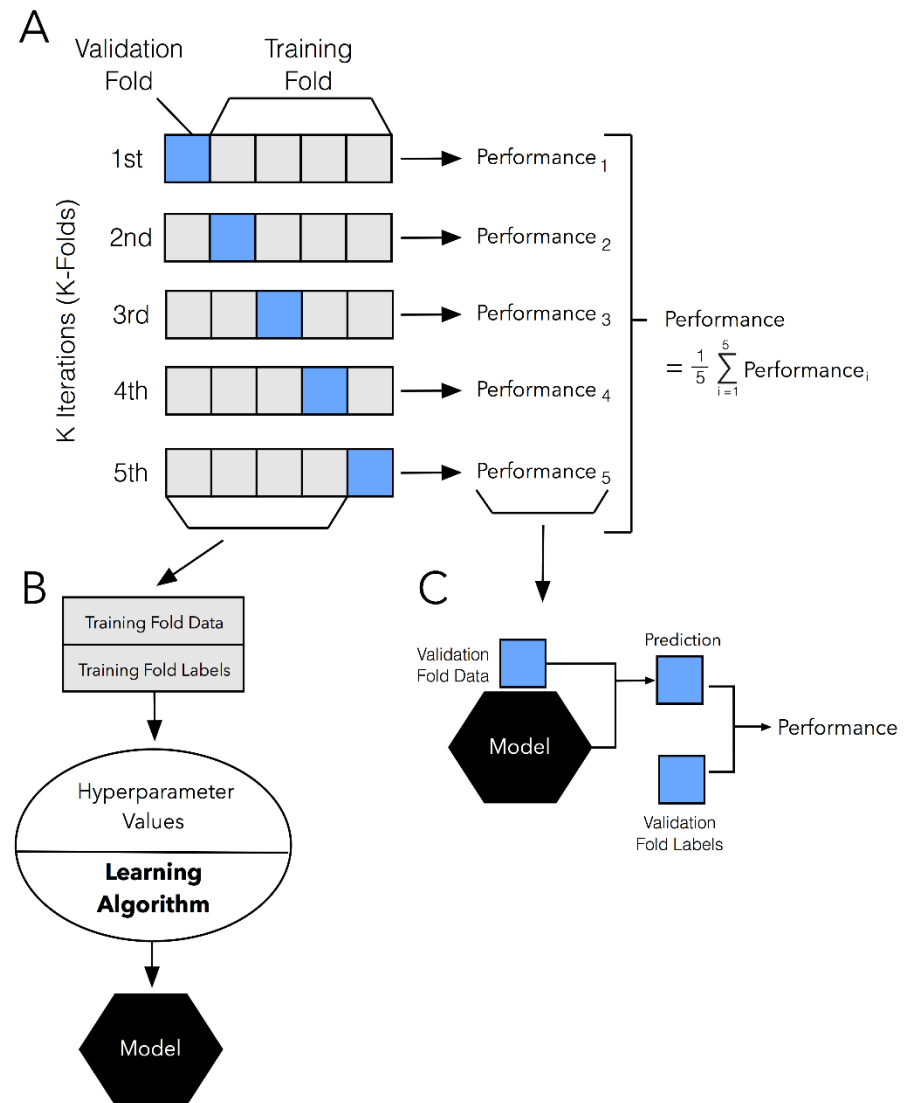 A
Validation
Fold
Training
Fold
K Iterations (K-Folds)
1st
Performance 1
2nd
Performance 2
3rd
Performance 3
4th
Performance 4
5th
Performance 5
Performance
= 1/5 5 ∑ i=1 Performance i
B
Training Fold Data
Training Fold Labels
Hyperparameter
Values
Learning
Algorithm
Model
C
Validation
Fold Data
Model
Prediction
Validation
Fold Labels
Performance